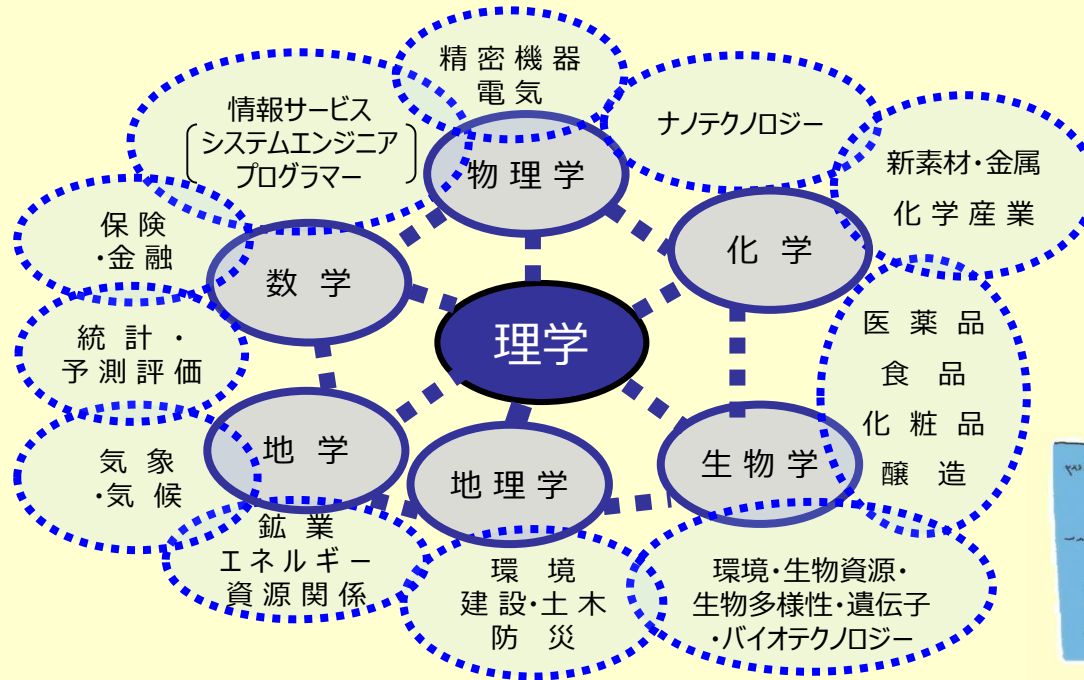 精密機器
電気
情報サービス
システムエンジニア
プログラマー
ナノテクノロジー
新素材・金属
化学産業
物理学
保険
・金融
数学
化学
理学
統計・
予測評価
医薬品
食品
化粧品
醸造
気象
・気候
地学
地理学
生物学
鉱業
エネルギー
資源関係
環境
建設・土木
防災
環境・生物資源・
生物多様性・遺伝子
・バイオテクノロジー